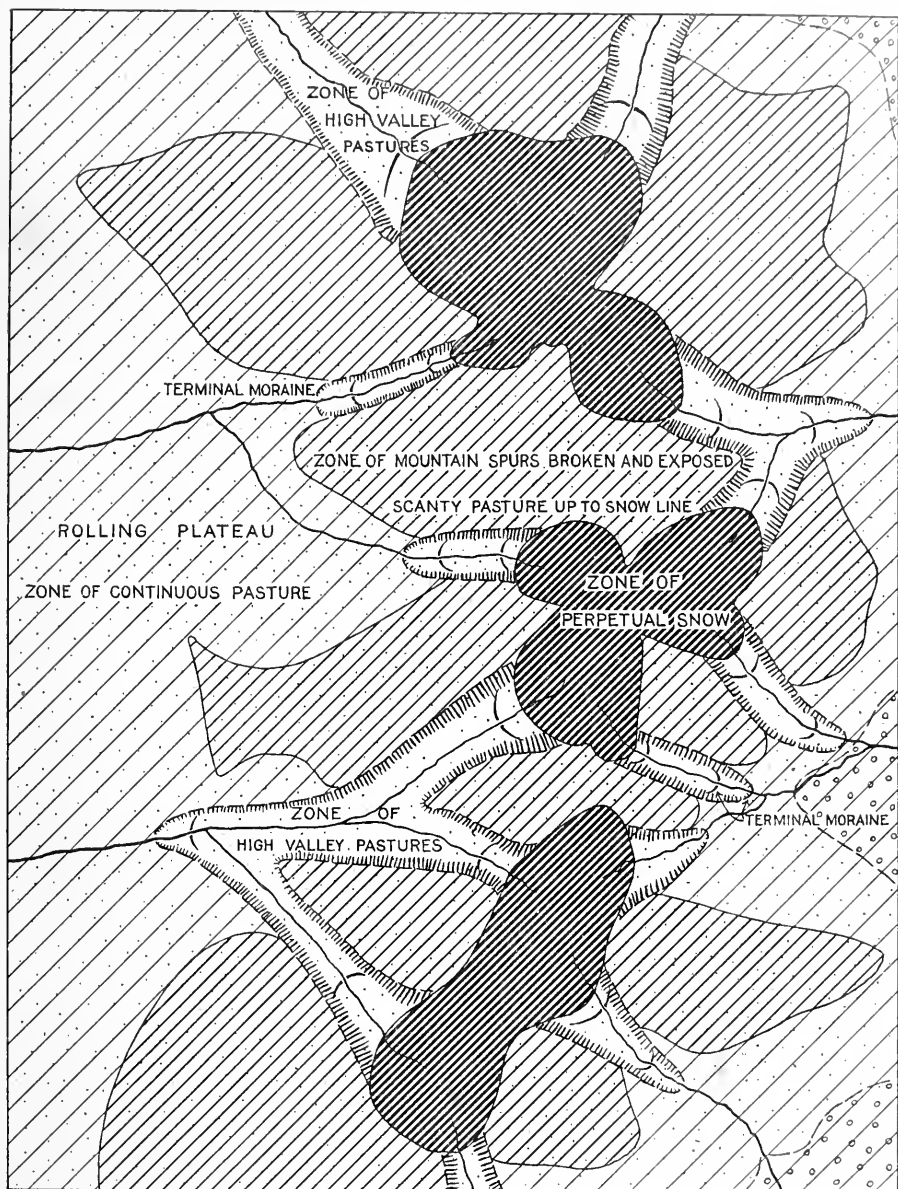 ZONE OF
HIGH VALLEY
PASTURES
TERMINAL MORAINE
ZONE OF MOUNTAIN SPURS BROKEN AND EXPOSED
SCANTY PASTURE UP TO SNOW LINE
ROLLING PLATEAU
ZONE OF CONTINUOUS PASTURE
ZONE OF
PERPETUAL SNOW
ZONE OF
HIGH VALLEY PASTURES
TERMINAL MORAINE